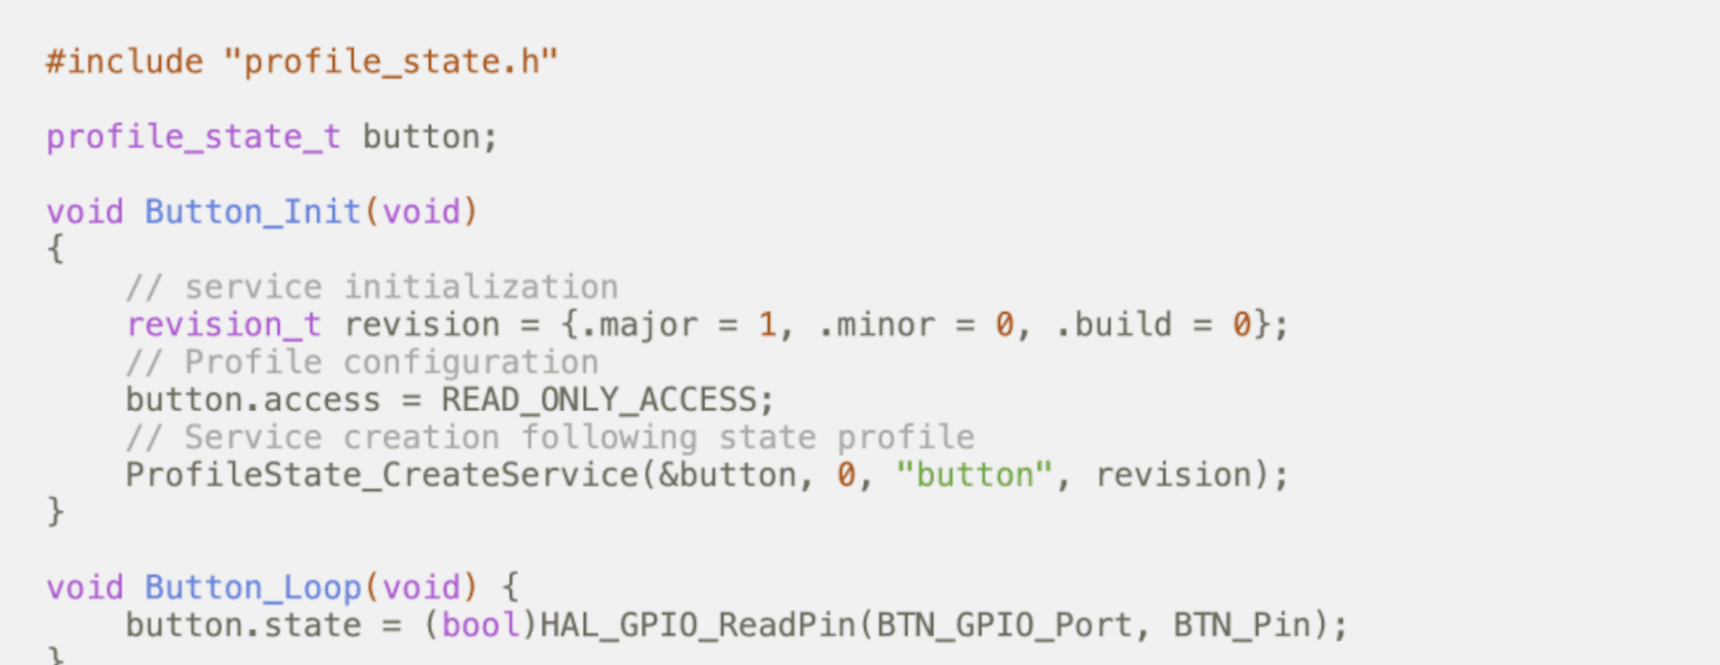 #include "profile_state.h"
profile_state_t button;
void Button_Init(void)
{
// service initialization
revision_t revision = {.major = 1, .minor = 0, .build = 0};
// Profile configuration
button.access = READ_ONLY_ACCESS;
// Service creation following state profile
ProfileState_CreateService(&button, 0, "button", revision);
}
void Button_Loop(void) {
button.state = (bool)HAL_GPIO_ReadPin(BTN_GPIO_Port, BTN_Pin);
}